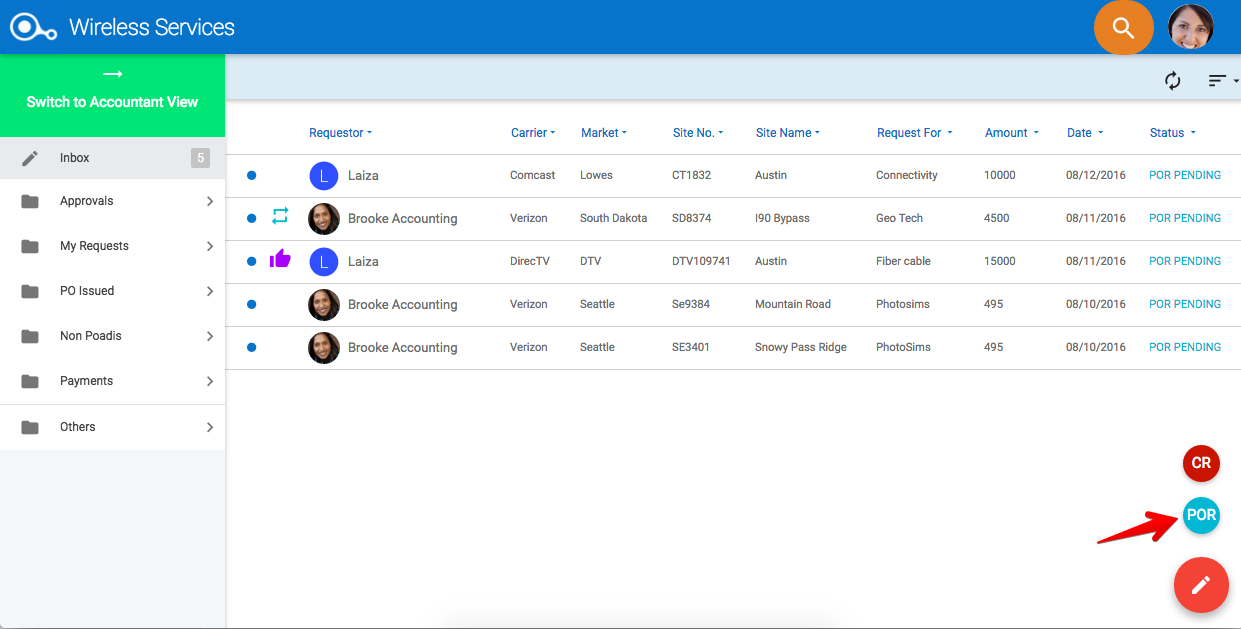 Wireless Services
Switch to Accountant View
Inbox 5
Approvals
My Requests
PO Issued
Non Poadis
Payments
Others
Requestor Carrier Market Site No. Site Name Request For Amount Date Status
L Laiza Comcast Lowes CT1832 Austin Connectivity 10000 08/12/2016 POR PENDING
Brooke Accounting Verizon South Dakota SD8374 I90 Bypass Geo Tech 4500 08/11/2016 POR PENDING
L Laiza DirecTV DTV DTV109741 Austin Fiber cable 15000 08/11/2016 POR PENDING
Brooke Accounting Verizon Seattle Se9384 Mountain Road Photosims 495 08/10/2016 POR PENDING
Brooke Accounting Verizon Seattle SE3401 Snowy Pass Ridge PhotoSims 495 08/10/2016 POR PENDING
CR
POR